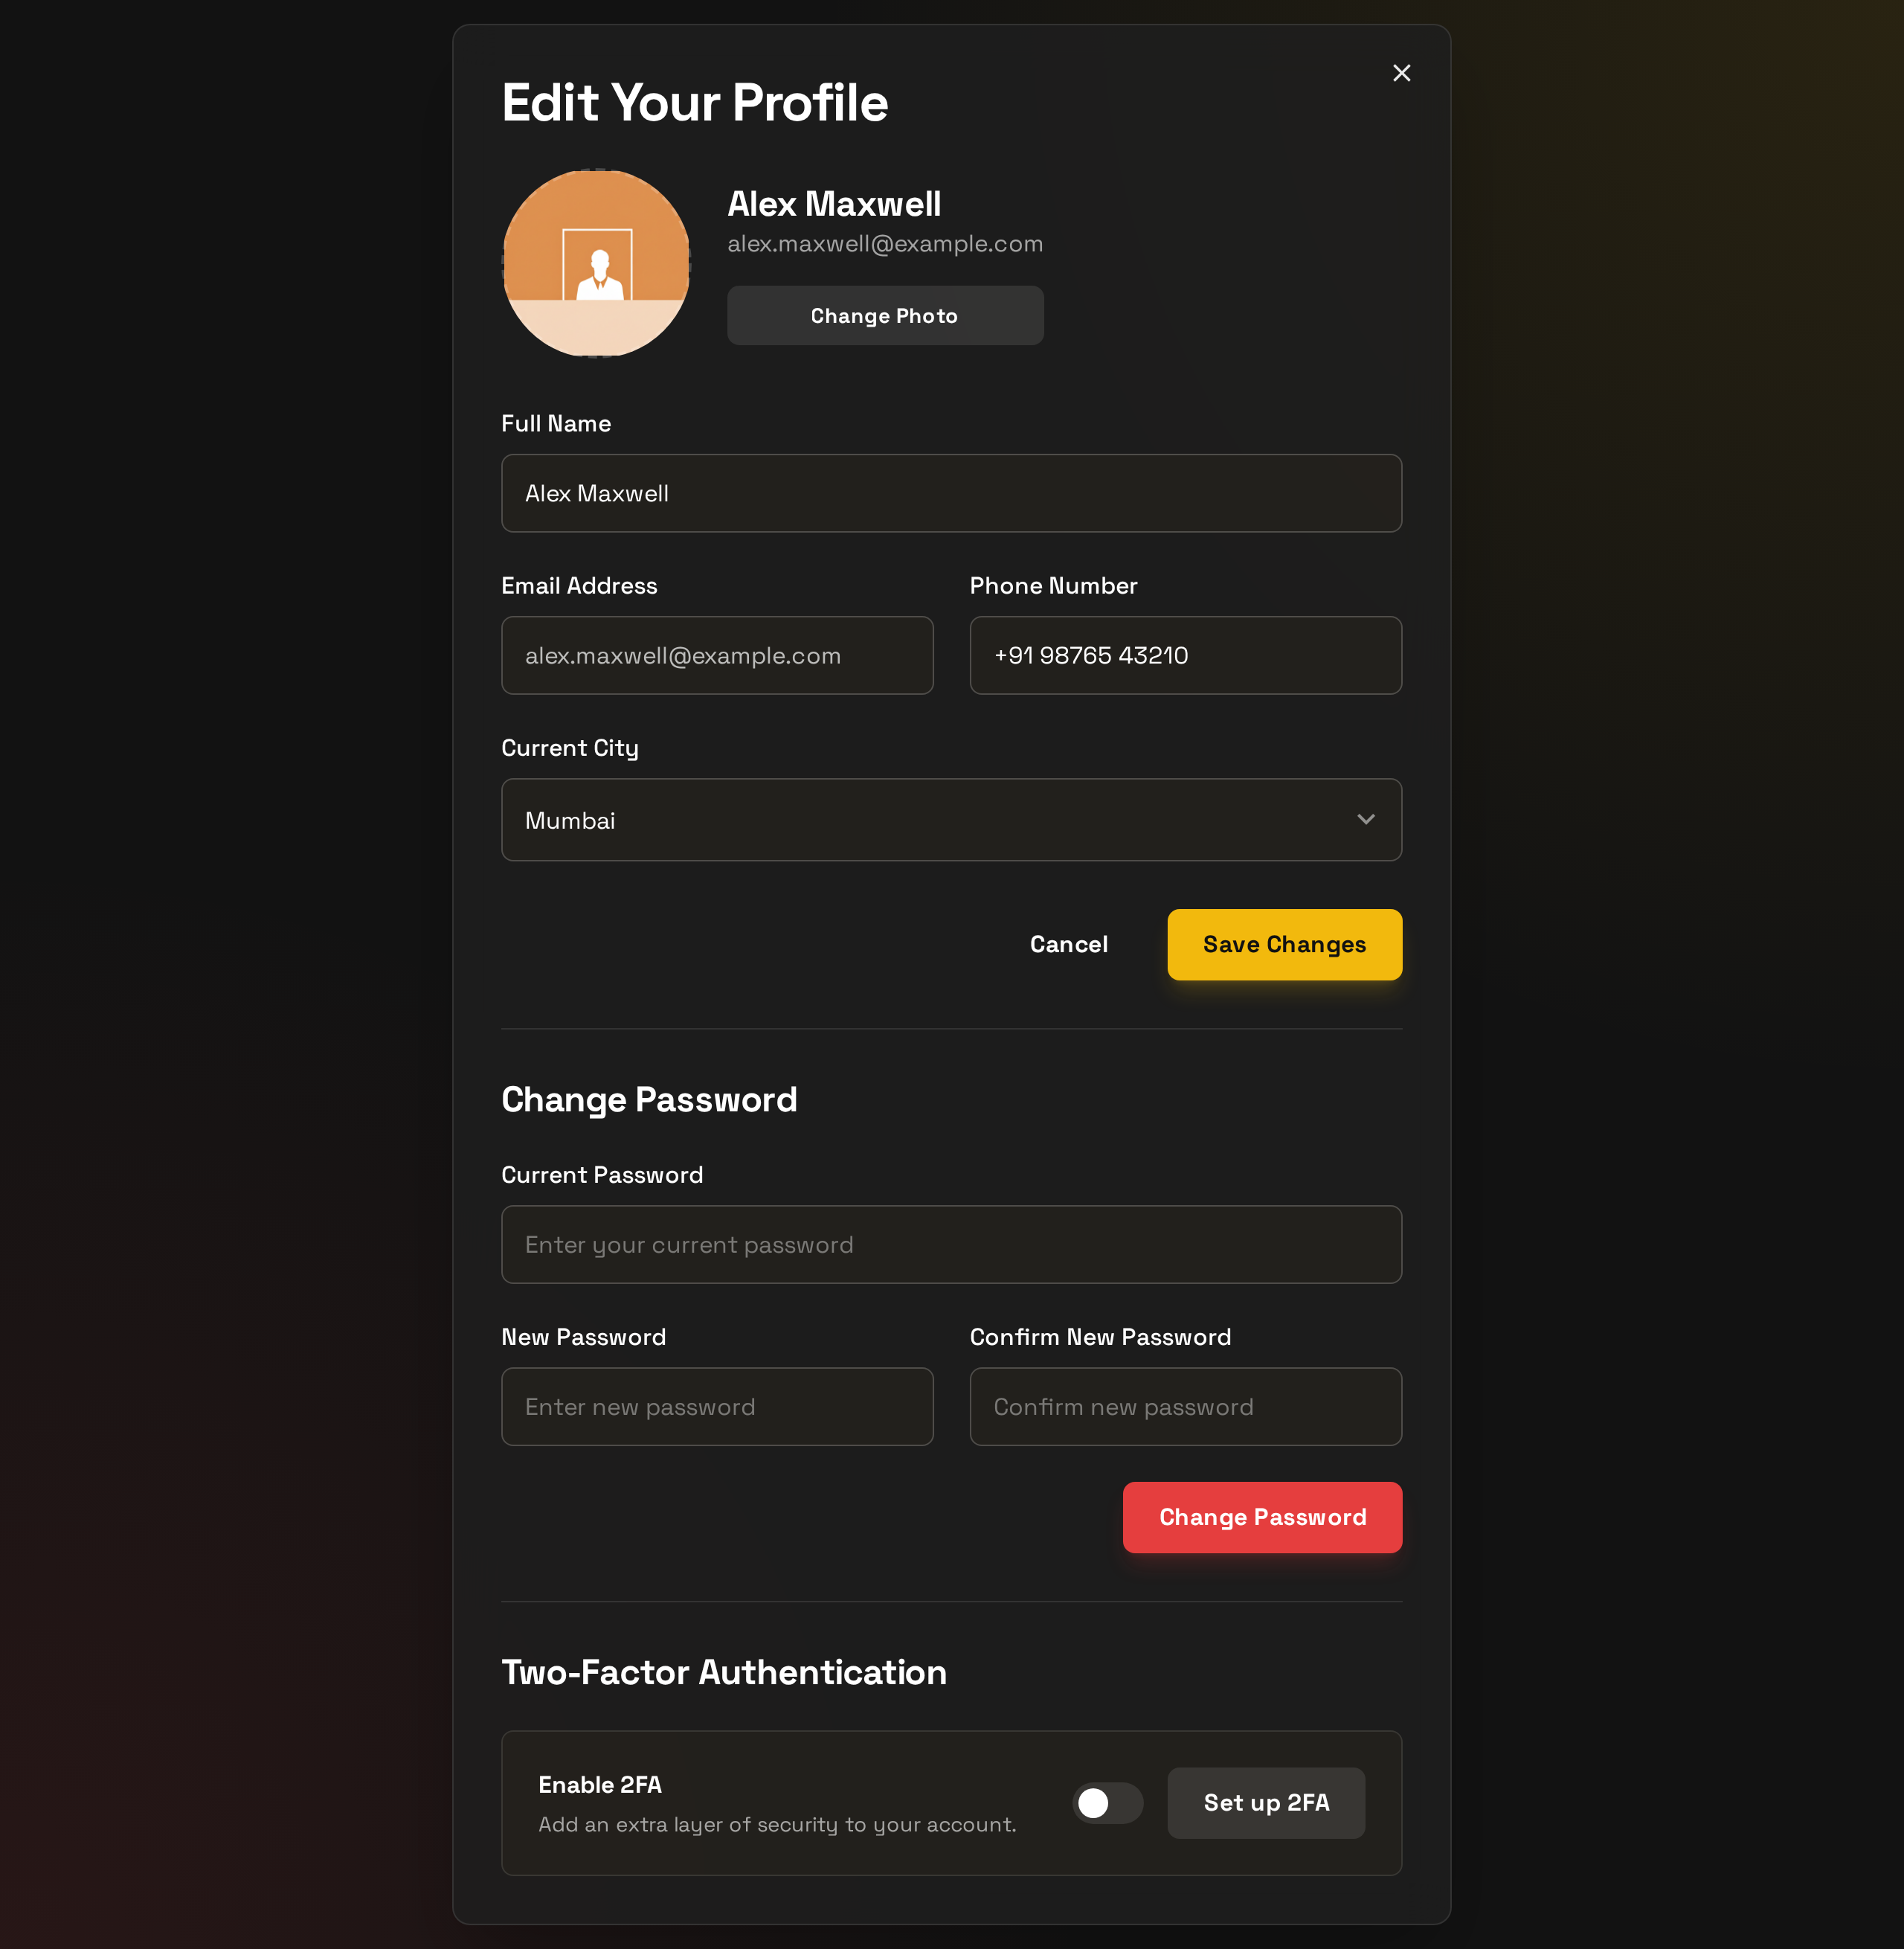 Edit Your Profile
Alex Maxwell
alex.maxwell@example.com
Change Photo
Full Name
Alex Maxwell
Email Address
Phone Number
alex.maxwell@example.com
+91 98765 43210
Current City
Mumbai
Cancel
Save Changes
Change Password
Current Password
Enter your current password
New Password
Confirm New Password
Enter new password
Confirm new password
Change Password
Two-Factor Authentication
Enable 2FA
Add an extra layer of security to your account.
Set up 2FA